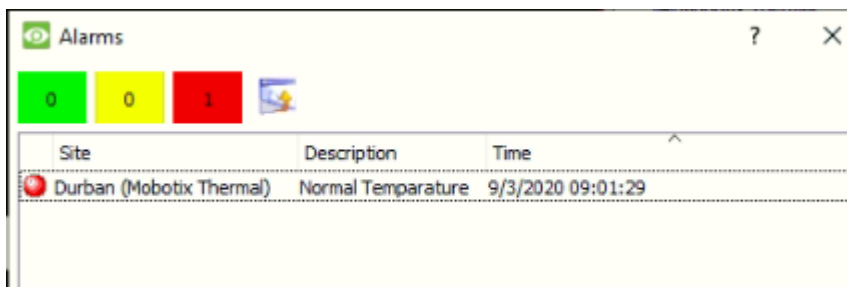 Alarms
0 0 1
Site Description Time
Durban (Mobotix Thermal) Normal Temparature 9/3/2020 09:01:29